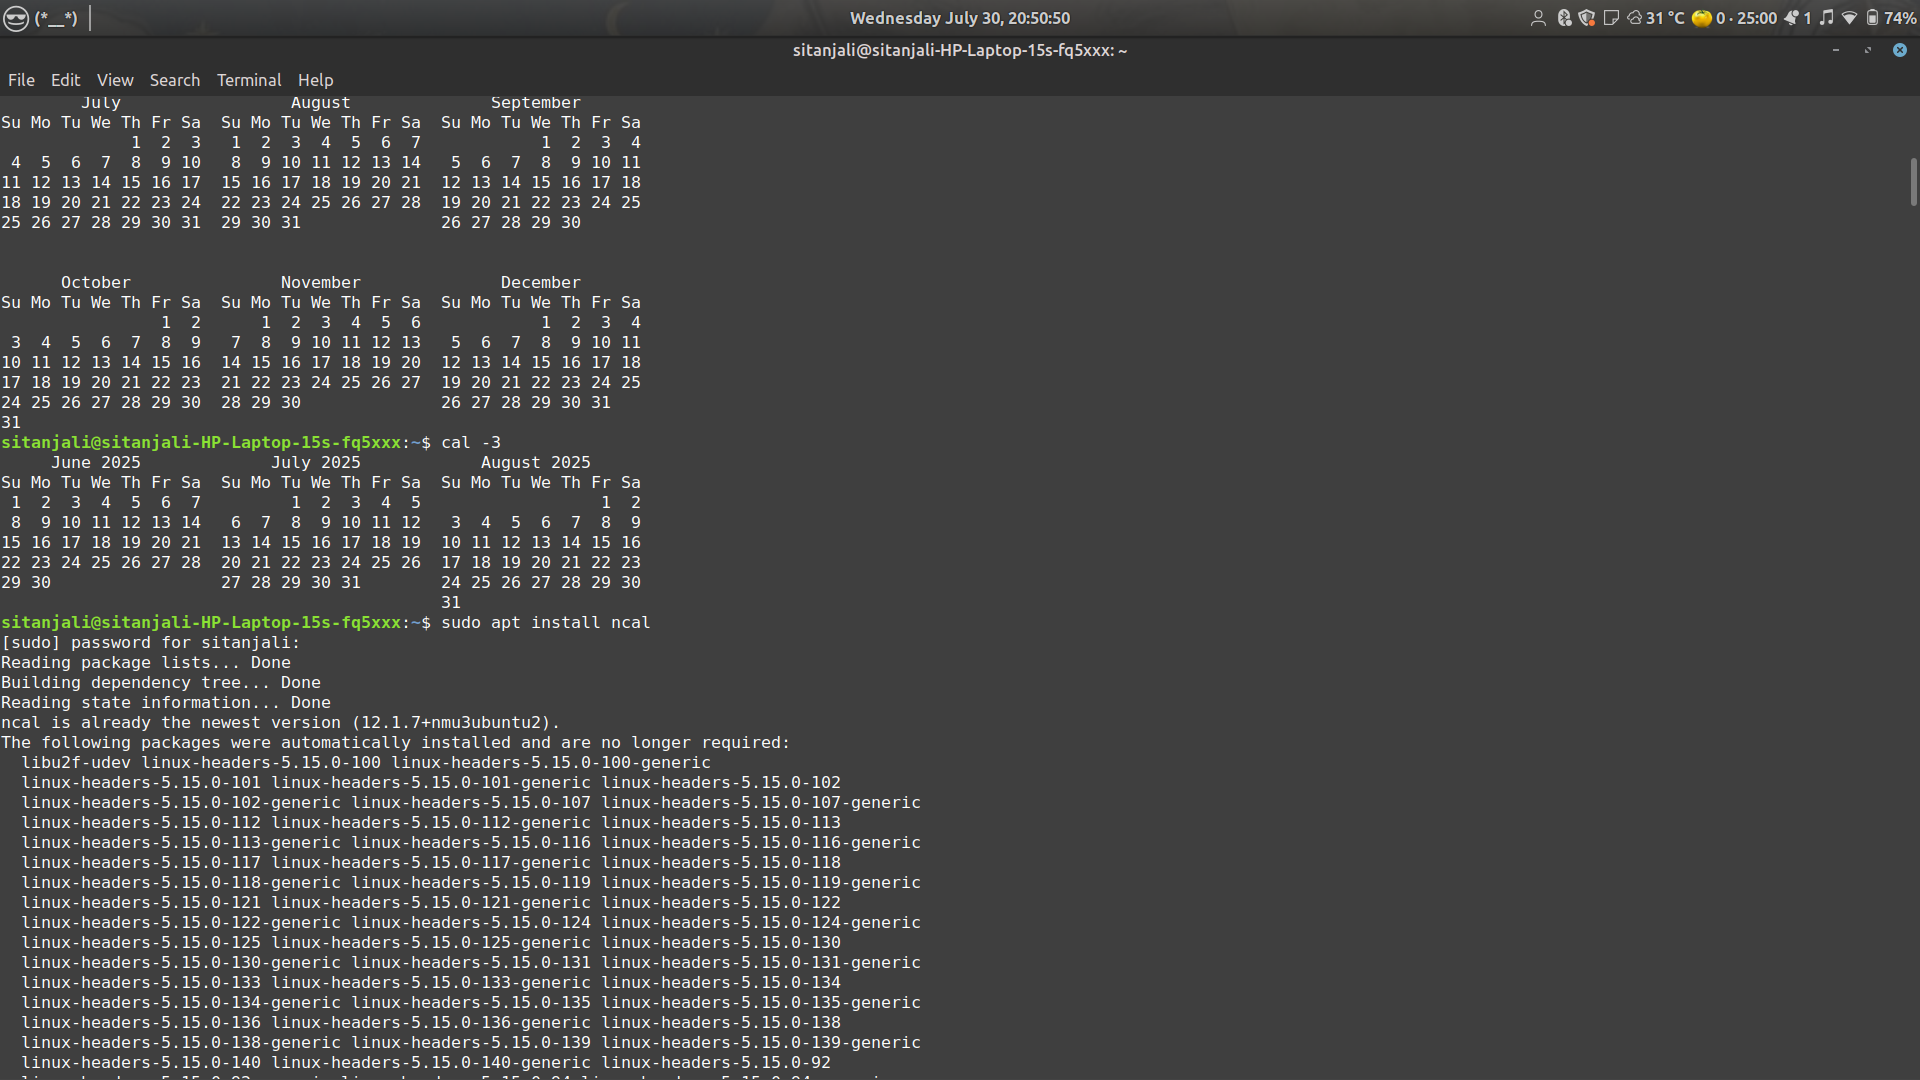 (*__*)
Wednesday July 30, 20:50:50
31 °C 0 · 25:00 1 74%
sitanjali@sitanjali-HP-Laptop-15s-fq5xxx: ~
File Edit View Search Terminal Help
        July                 August              September
Su Mo Tu We Th Fr Sa  Su Mo Tu We Th Fr Sa  Su Mo Tu We Th Fr Sa
             1  2  3   1  2  3  4  5  6  7            1  2  3  4
 4  5  6  7  8  9 10   8  9 10 11 12 13 14   5  6  7  8  9 10 11
11 12 13 14 15 16 17  15 16 17 18 19 20 21  12 13 14 15 16 17 18
18 19 20 21 22 23 24  22 23 24 25 26 27 28  19 20 21 22 23 24 25
25 26 27 28 29 30 31  29 30 31              26 27 28 29 30
      October               November              December
Su Mo Tu We Th Fr Sa  Su Mo Tu We Th Fr Sa  Su Mo Tu We Th Fr Sa
                1  2      1  2  3  4  5  6            1  2  3  4
 3  4  5  6  7  8  9   7  8  9 10 11 12 13   5  6  7  8  9 10 11
10 11 12 13 14 15 16  14 15 16 17 18 19 20  12 13 14 15 16 17 18
17 18 19 20 21 22 23  21 22 23 24 25 26 27  19 20 21 22 23 24 25
24 25 26 27 28 29 30  28 29 30              26 27 28 29 30 31
31
sitanjali@sitanjali-HP-Laptop-15s-fq5xxx:~$ cal -3
     June 2025             July 2025            August 2025
Su Mo Tu We Th Fr Sa  Su Mo Tu We Th Fr Sa  Su Mo Tu We Th Fr Sa
 1  2  3  4  5  6  7         1  2  3  4  5                  1  2
 8  9 10 11 12 13 14   6  7  8  9 10 11 12   3  4  5  6  7  8  9
15 16 17 18 19 20 21  13 14 15 16 17 18 19  10 11 12 13 14 15 16
22 23 24 25 26 27 28  20 21 22 23 24 25 26  17 18 19 20 21 22 23
29 30                 27 28 29 30 31        24 25 26 27 28 29 30
                                            31
sitanjali@sitanjali-HP-Laptop-15s-fq5xxx:~$ sudo apt install ncal
[sudo] password for sitanjali:
Reading package lists... Done
Building dependency tree... Done
Reading state information... Done
ncal is already the newest version (12.1.7+nmu3ubuntu2).
The following packages were automatically installed and are no longer required:
  libu2f-udev linux-headers-5.15.0-100 linux-headers-5.15.0-100-generic
  linux-headers-5.15.0-101 linux-headers-5.15.0-101-generic linux-headers-5.15.0-102
  linux-headers-5.15.0-102-generic linux-headers-5.15.0-107 linux-headers-5.15.0-107-generic
  linux-headers-5.15.0-112 linux-headers-5.15.0-112-generic linux-headers-5.15.0-113
  linux-headers-5.15.0-113-generic linux-headers-5.15.0-116 linux-headers-5.15.0-116-generic
  linux-headers-5.15.0-117 linux-headers-5.15.0-117-generic linux-headers-5.15.0-118
  linux-headers-5.15.0-118-generic linux-headers-5.15.0-119 linux-headers-5.15.0-119-generic
  linux-headers-5.15.0-121 linux-headers-5.15.0-121-generic linux-headers-5.15.0-122
  linux-headers-5.15.0-122-generic linux-headers-5.15.0-124 linux-headers-5.15.0-124-generic
  linux-headers-5.15.0-125 linux-headers-5.15.0-125-generic linux-headers-5.15.0-130
  linux-headers-5.15.0-130-generic linux-headers-5.15.0-131 linux-headers-5.15.0-131-generic
  linux-headers-5.15.0-133 linux-headers-5.15.0-133-generic linux-headers-5.15.0-134
  linux-headers-5.15.0-134-generic linux-headers-5.15.0-135 linux-headers-5.15.0-135-generic
  linux-headers-5.15.0-136 linux-headers-5.15.0-136-generic linux-headers-5.15.0-138
  linux-headers-5.15.0-138-generic linux-headers-5.15.0-139 linux-headers-5.15.0-139-generic
  linux-headers-5.15.0-140 linux-headers-5.15.0-140-generic linux-headers-5.15.0-92